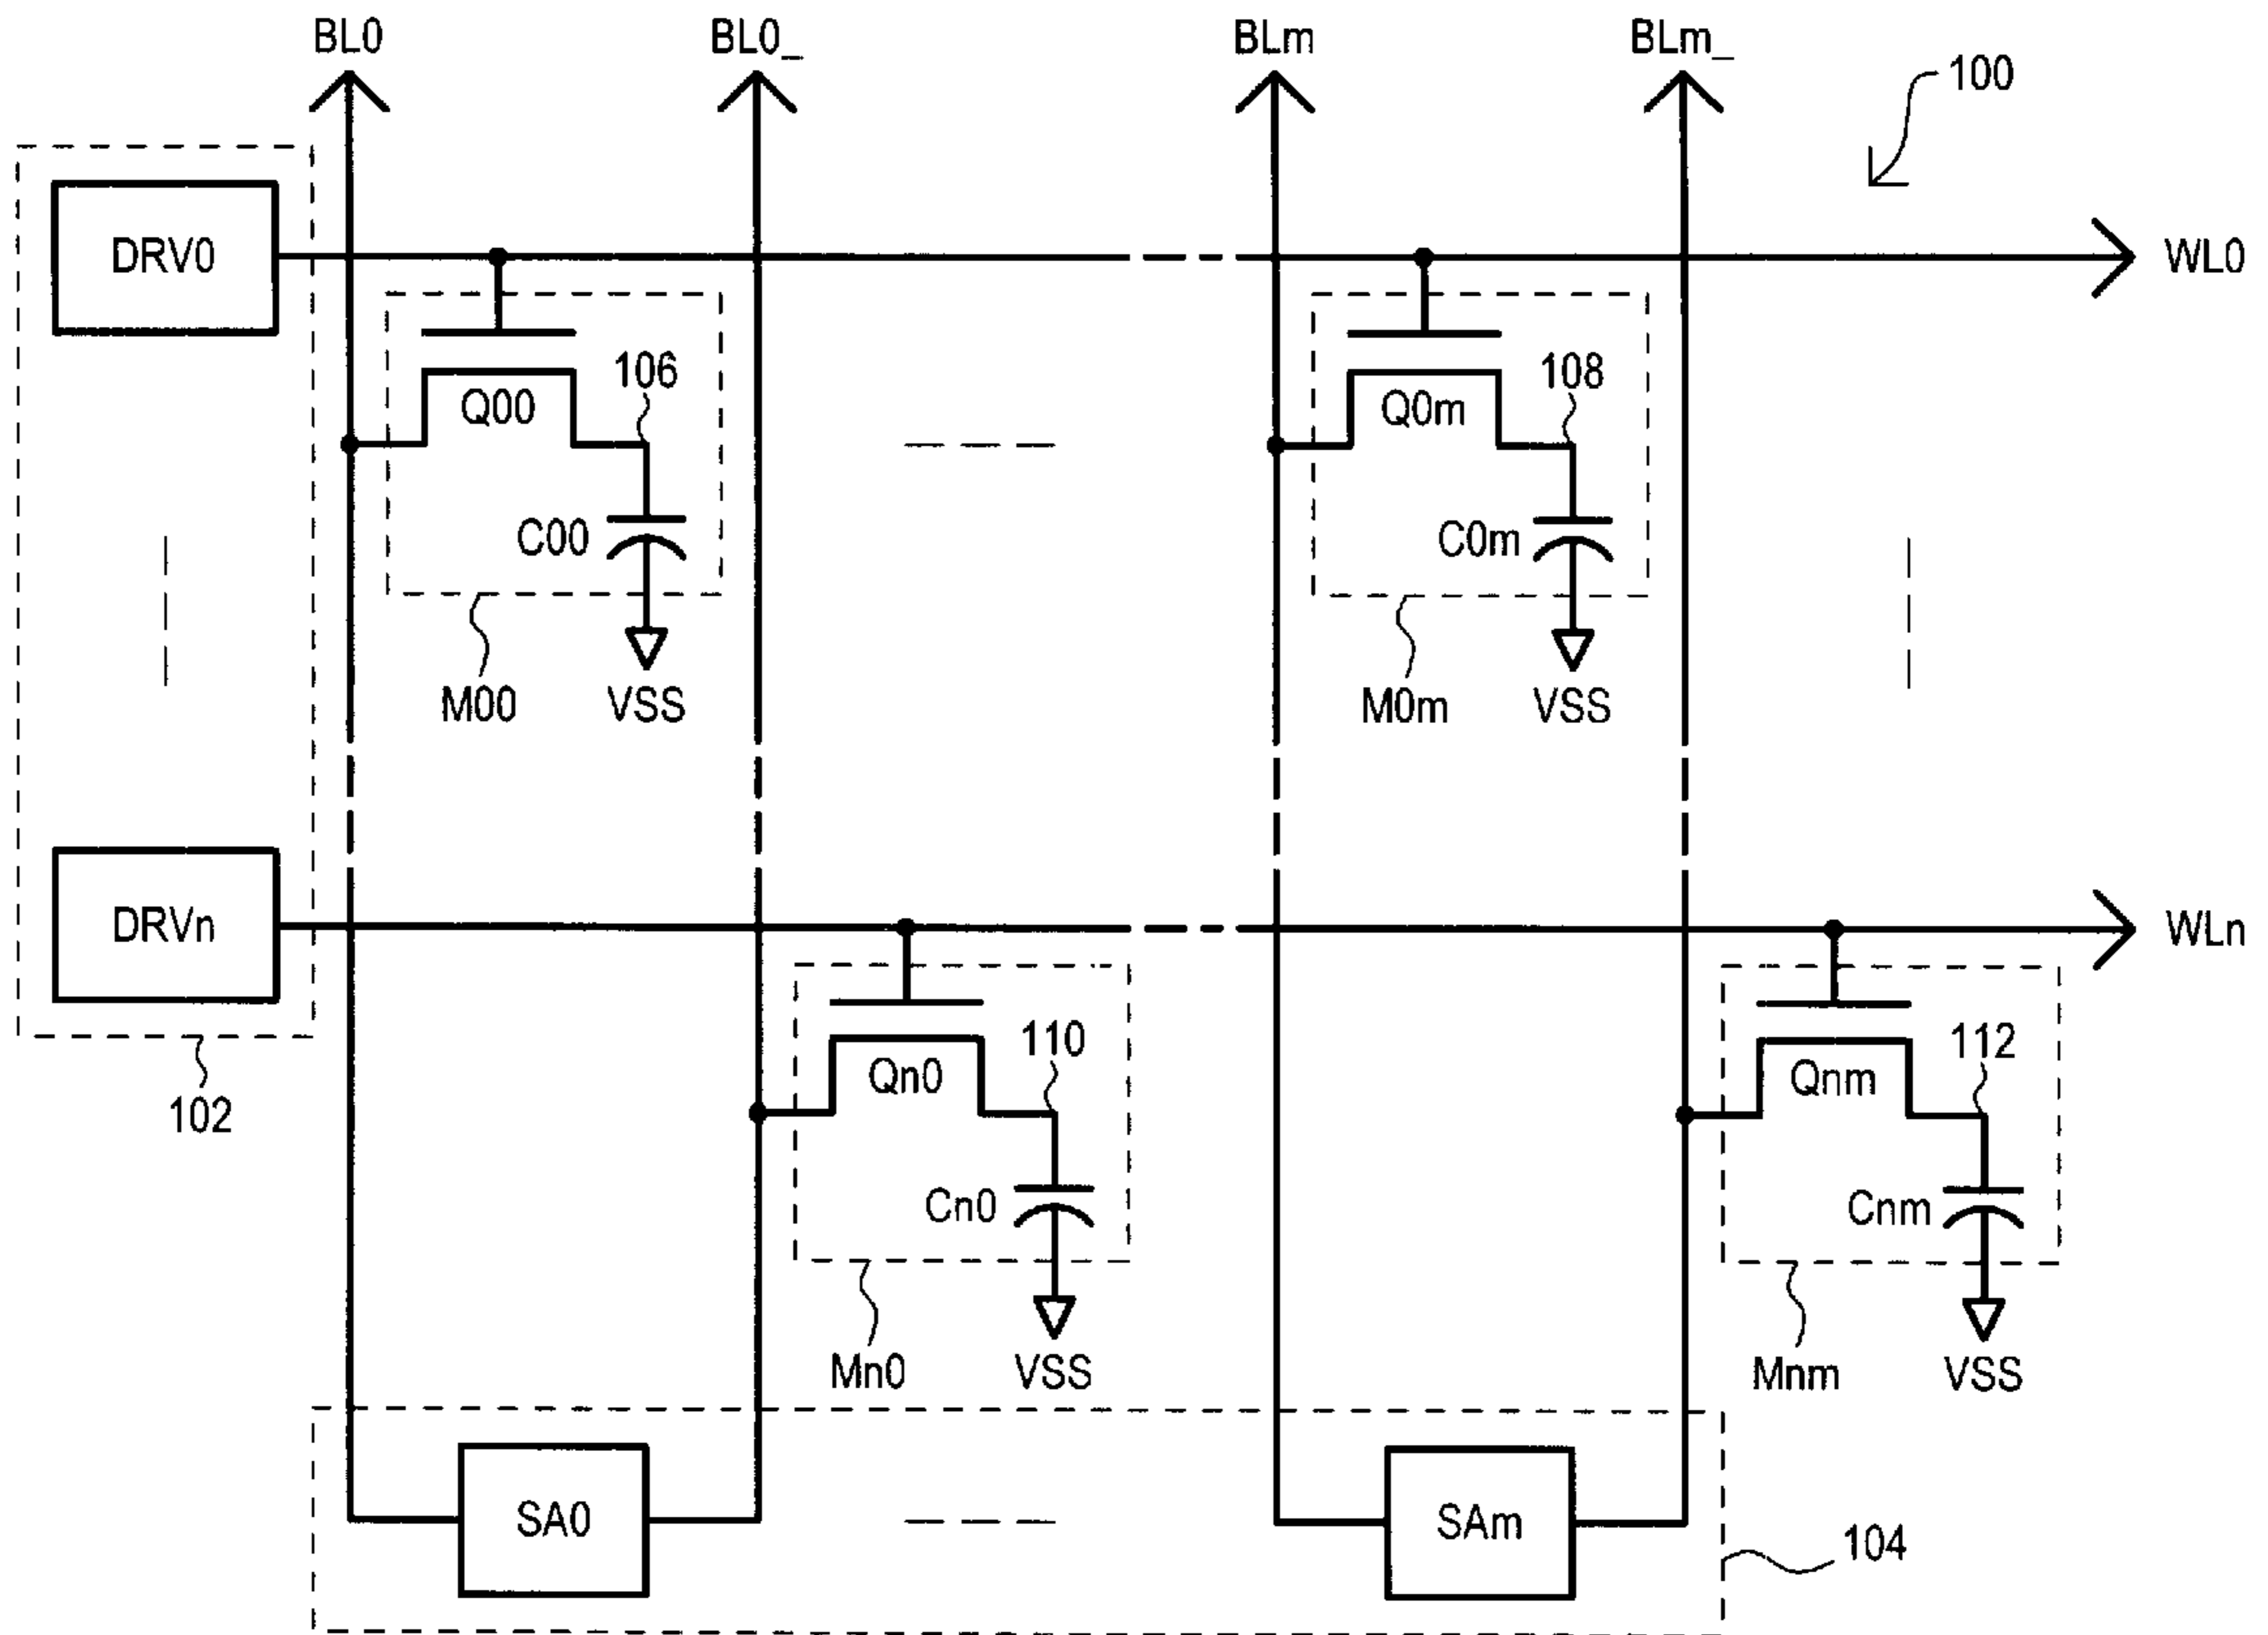 BL0 BL0_ BLm BLm_
100
DRV0 WL0
106 108
Q00 Q0m
C00 C0m
M00 VSS M0m VSS
DRVn WLn
110 112
Qn0 Qnm
102
Cn0 Cnm
Mn0 VSS Mnm VSS
SA0 SAm
104